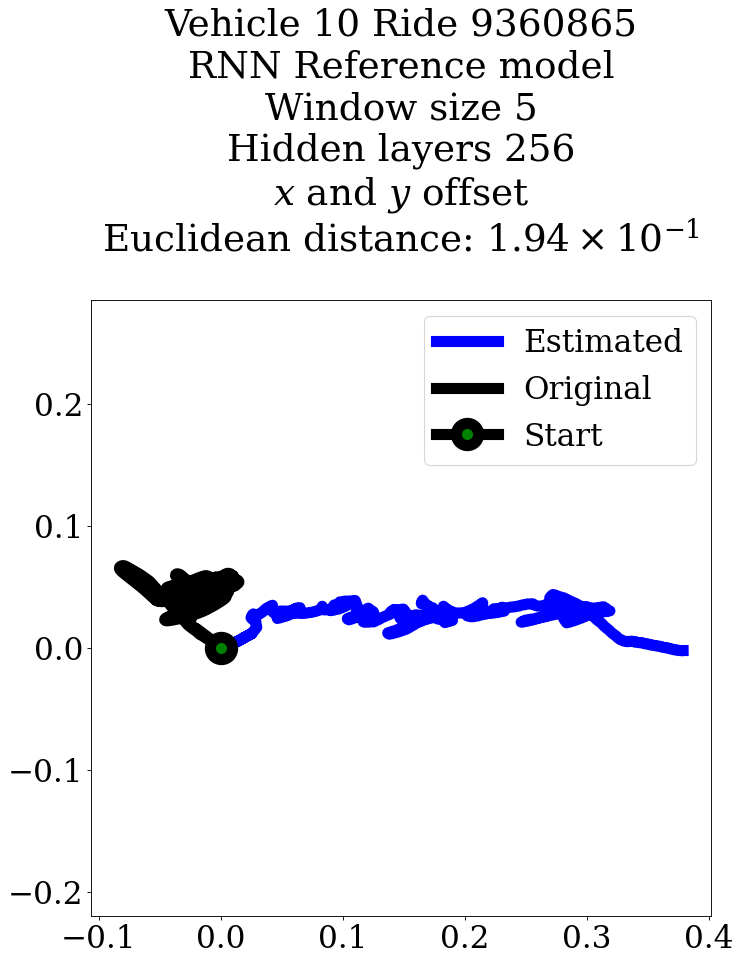 Vehicle 10 Ride 9360865
RNN Reference model
Window size 5
Hidden layers 256
x and y offset
Euclidean distance: 1.94 × 10⁻¹
Estimated
Original
Start
0.2
0.1
0.0
−0.1
−0.2
−0.1 0.0 0.1 0.2 0.3 0.4